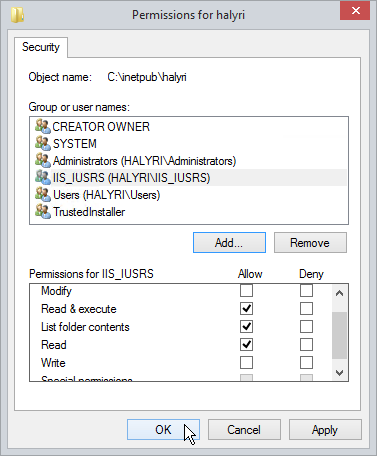 Permissions for halyri
Security
Object name: C:\inetpub\halyri
Group or user names:
CREATOR OWNER
SYSTEM
Administrators (HALYRI\Administrators)
IIS_IUSRS (HALYRI\IIS_IUSRS)
Users (HALYRI\Users)
TrustedInstaller
Add... Remove
Permissions for IIS_IUSRS Allow Deny
Modify
Read & execute
List folder contents
Read
Write
Special permissions
OK Cancel Apply